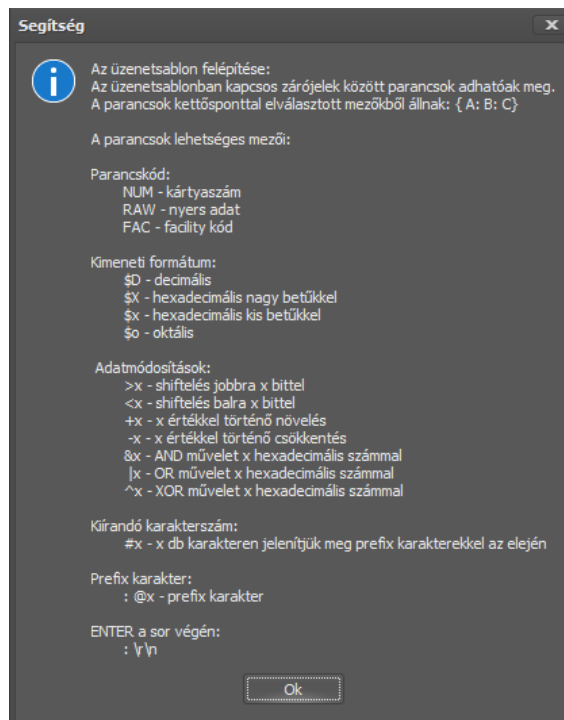 Segítség
Az üzenetsablon felépítése:
Az üzenetsablonban kapcsos zárójelek között parancsok adhatóak meg.
A parancsok kettősponttal elválasztott mezőkből állnak: { A: B: C}
A parancsok lehetséges mezői:
Parancskód:
NUM - kártyaszám
RAW - nyers adat
FAC - facility kód
Kimeneti formátum:
$D - decimális
$X - hexadecimális nagy betűkkel
$x - hexadecimális kis betűkkel
$o - oktális
Adatmódosítások:
>x - shiftelés jobbra x bittel
<x - shiftelés balra x bittel
+x - x értékkel történő növelés
-x - x értékkel történő csökkentés
&x - AND művelet x hexadecimális számmal
|x - OR művelet x hexadecimális számmal
^x - XOR művelet x hexadecimális számmal
Kiírandó karakterszám:
#x - x db karakteren jelenítjük meg prefix karakterekkel az elején
Prefix karakter:
: @x - prefix karakter
ENTER a sor végén:
: \r\n
Ok